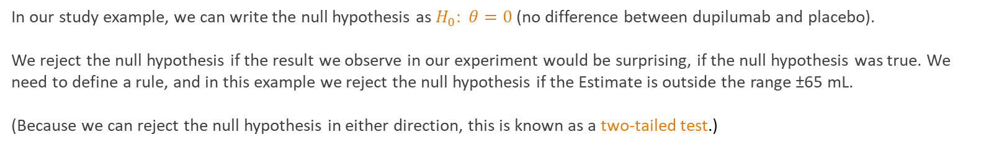 In our study example, we can write the null hypothesis as H₀: θ = 0 (no difference between dupilumab and placebo).
We reject the null hypothesis if the result we observe in our experiment would be surprising, if the null hypothesis was true. We
need to define a rule, and in this example we reject the null hypothesis if the Estimate is outside the range ±65 mL.
(Because we can reject the null hypothesis in either direction, this is known as a two-tailed test.)